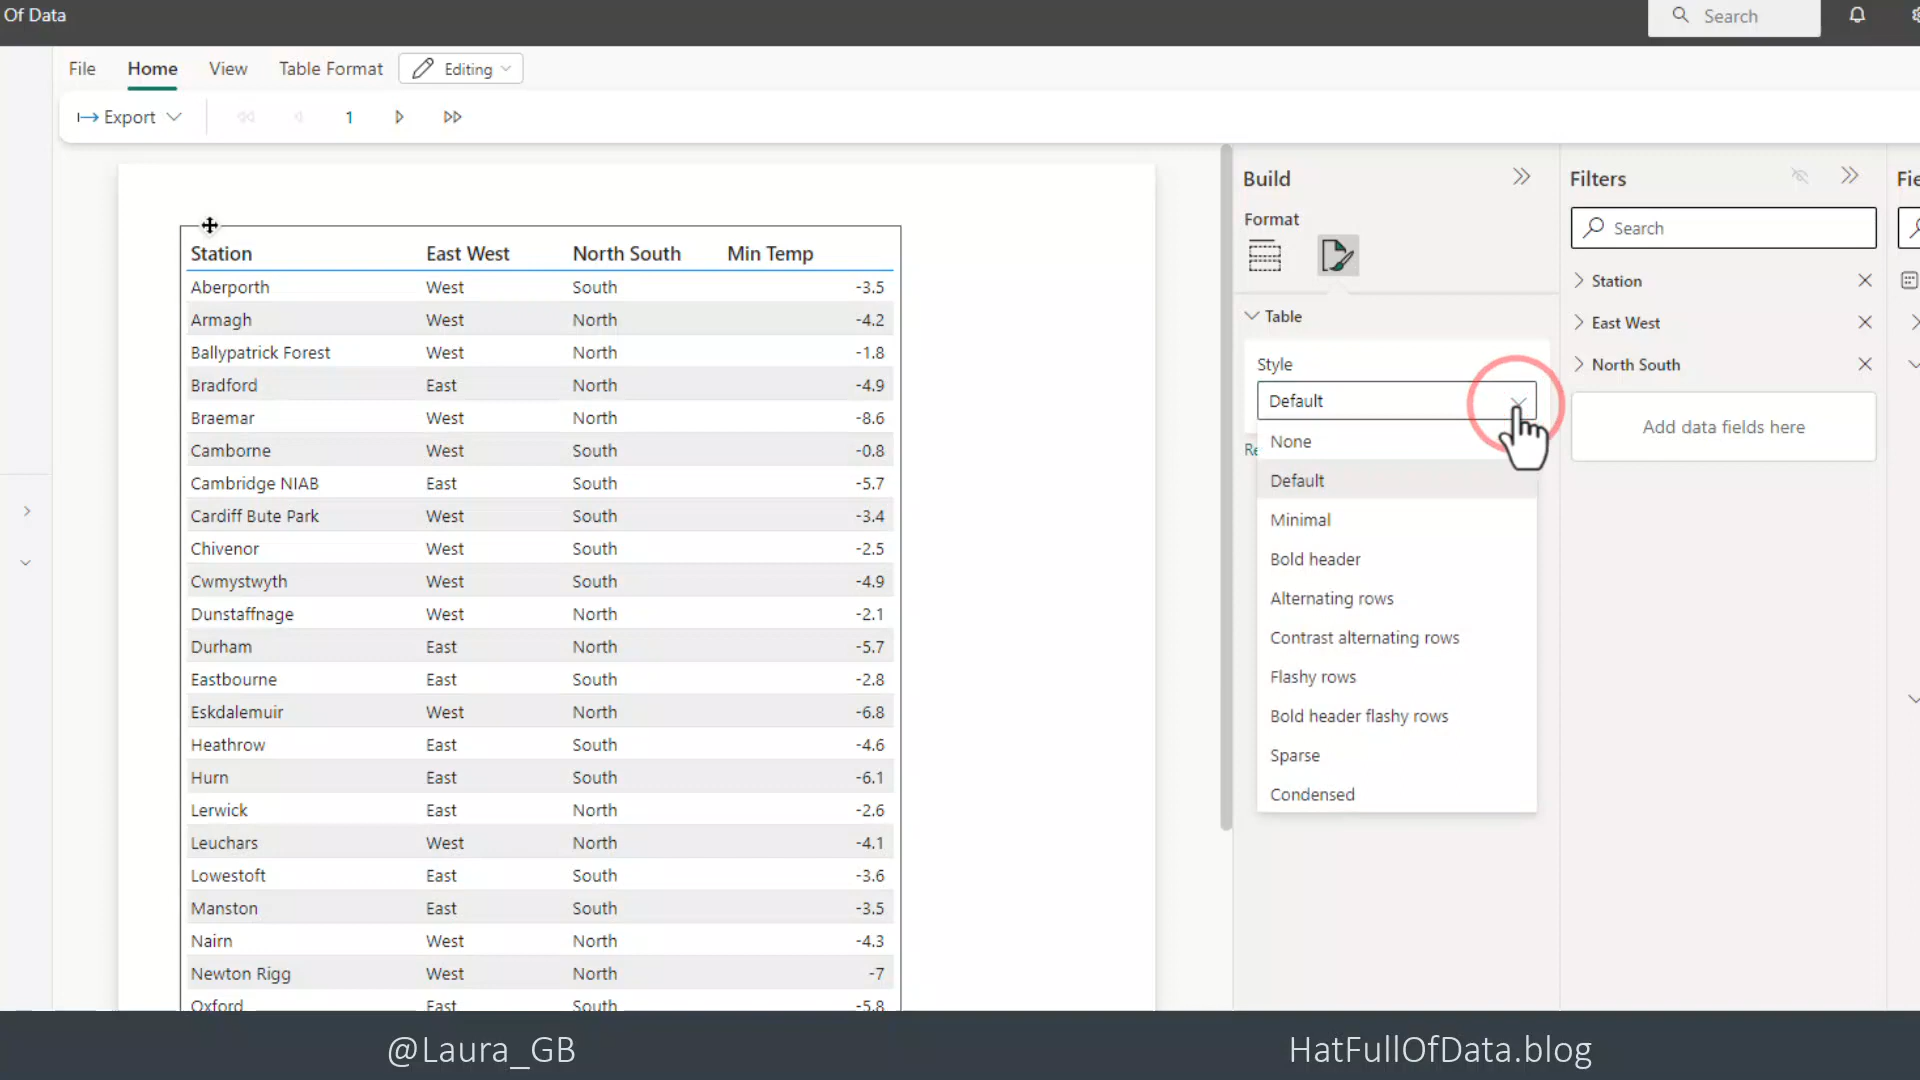 Of Data
Search
File Home View Table Format Editing
Export 1
Build
Format
Table
Style
Default
None
Default
Minimal
Bold header
Alternating rows
Contrast alternating rows
Flashy rows
Bold header flashy rows
Sparse
Condensed
Filters
Search
Station
East West
North South
Add data fields here
Station East West North South Min Temp
Aberporth West South -3.5
Armagh West North -4.2
Ballypatrick Forest West North -1.8
Bradford East North -4.9
Braemar West North -8.6
Camborne West South -0.8
Cambridge NIAB East South -5.7
Cardiff Bute Park West South -3.4
Chivenor West South -2.5
Cwmystwyth West South -4.9
Dunstaffnage West North -2.1
Durham East North -5.7
Eastbourne East South -2.8
Eskdalemuir West North -6.8
Heathrow East South -4.6
Hurn East South -6.1
Lerwick East North -2.6
Leuchars West North -4.1
Lowestoft East South -3.6
Manston East South -3.5
Nairn West North -4.3
Newton Rigg West North -7
Oxford East South -5.8
@Laura_GB
HatFullOfData.blog